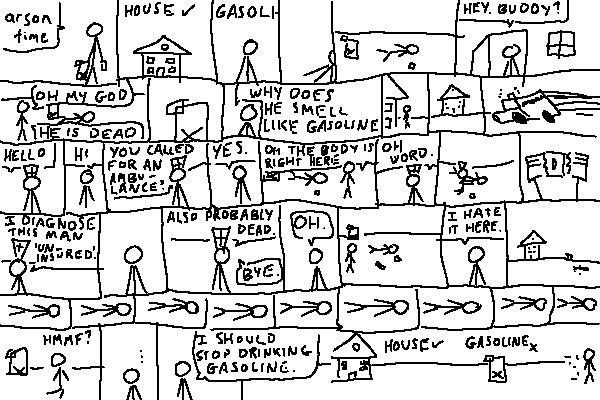 arson
time
HOUSE ✓
GASOLI-
HEY. BUDDY?
OH MY GOD
HE IS DEAD
WHY DOES
HE SMELL
LIKE GASOLINE
HELLO
HI
YOU CALLED
FOR AN
AMBU-
LANCE?
YES.
OH THE BODY IS
RIGHT HERE
OH
WORD.
I DIAGNOSE
THIS MAN
'UN-
INSURED'.
ALSO PROBABLY
DEAD.
BYE.
OH.
I HATE
IT HERE.
HMMF?
I SHOULD
STOP DRINKING
GASOLINE.
HOUSE ✓
GASOLINE x